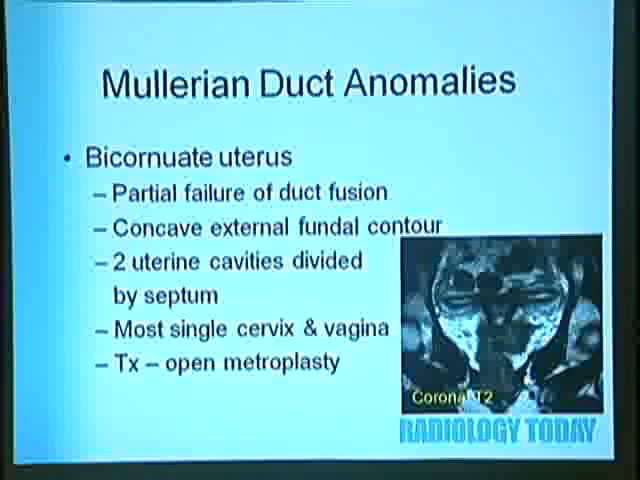 Mullerian Duct Anomalies
• Bicornuate uterus
– Partial failure of duct fusion
– Concave external fundal contour
– 2 uterine cavities divided
by septum
– Most single cervix & vagina
– Tx – open metroplasty
Coronal T2
RADIOLOGY TODAY